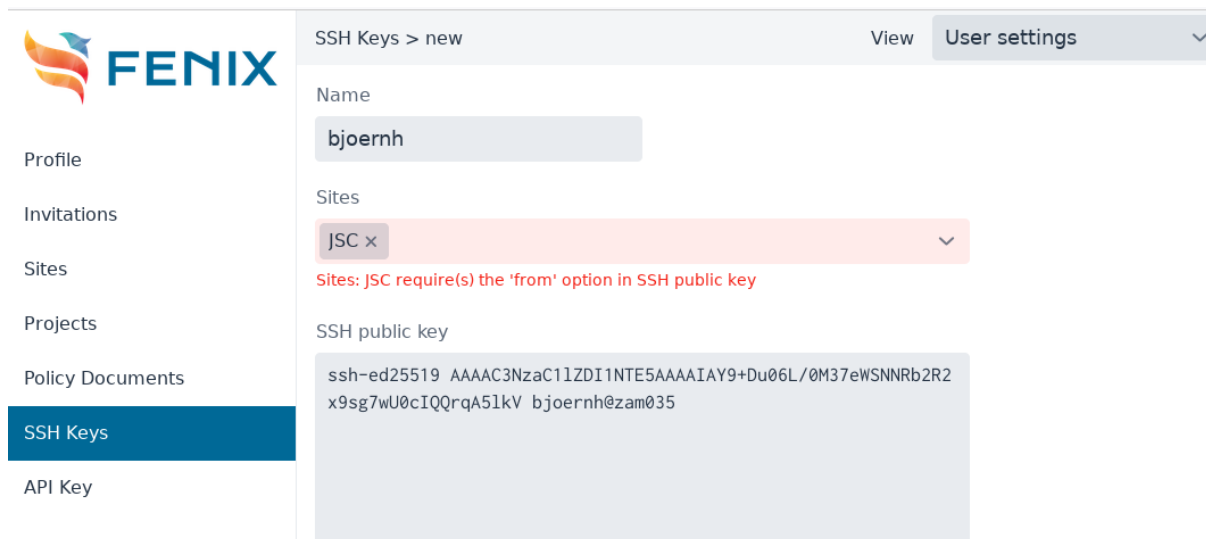 FENIX
Profile
Invitations
Sites
Projects
Policy Documents
SSH Keys
API Key
SSH Keys > new
View
User settings
Name
bjoernh
Sites
JSC ×
Sites: JSC require(s) the 'from' option in SSH public key
SSH public key
ssh-ed25519 AAAAC3NzaC1lZDI1NTE5AAAAIAY9+Du06L/0M37eWSNNRb2R2
x9sg7wU0cIQQrqA5lkV bjoernh@zam035